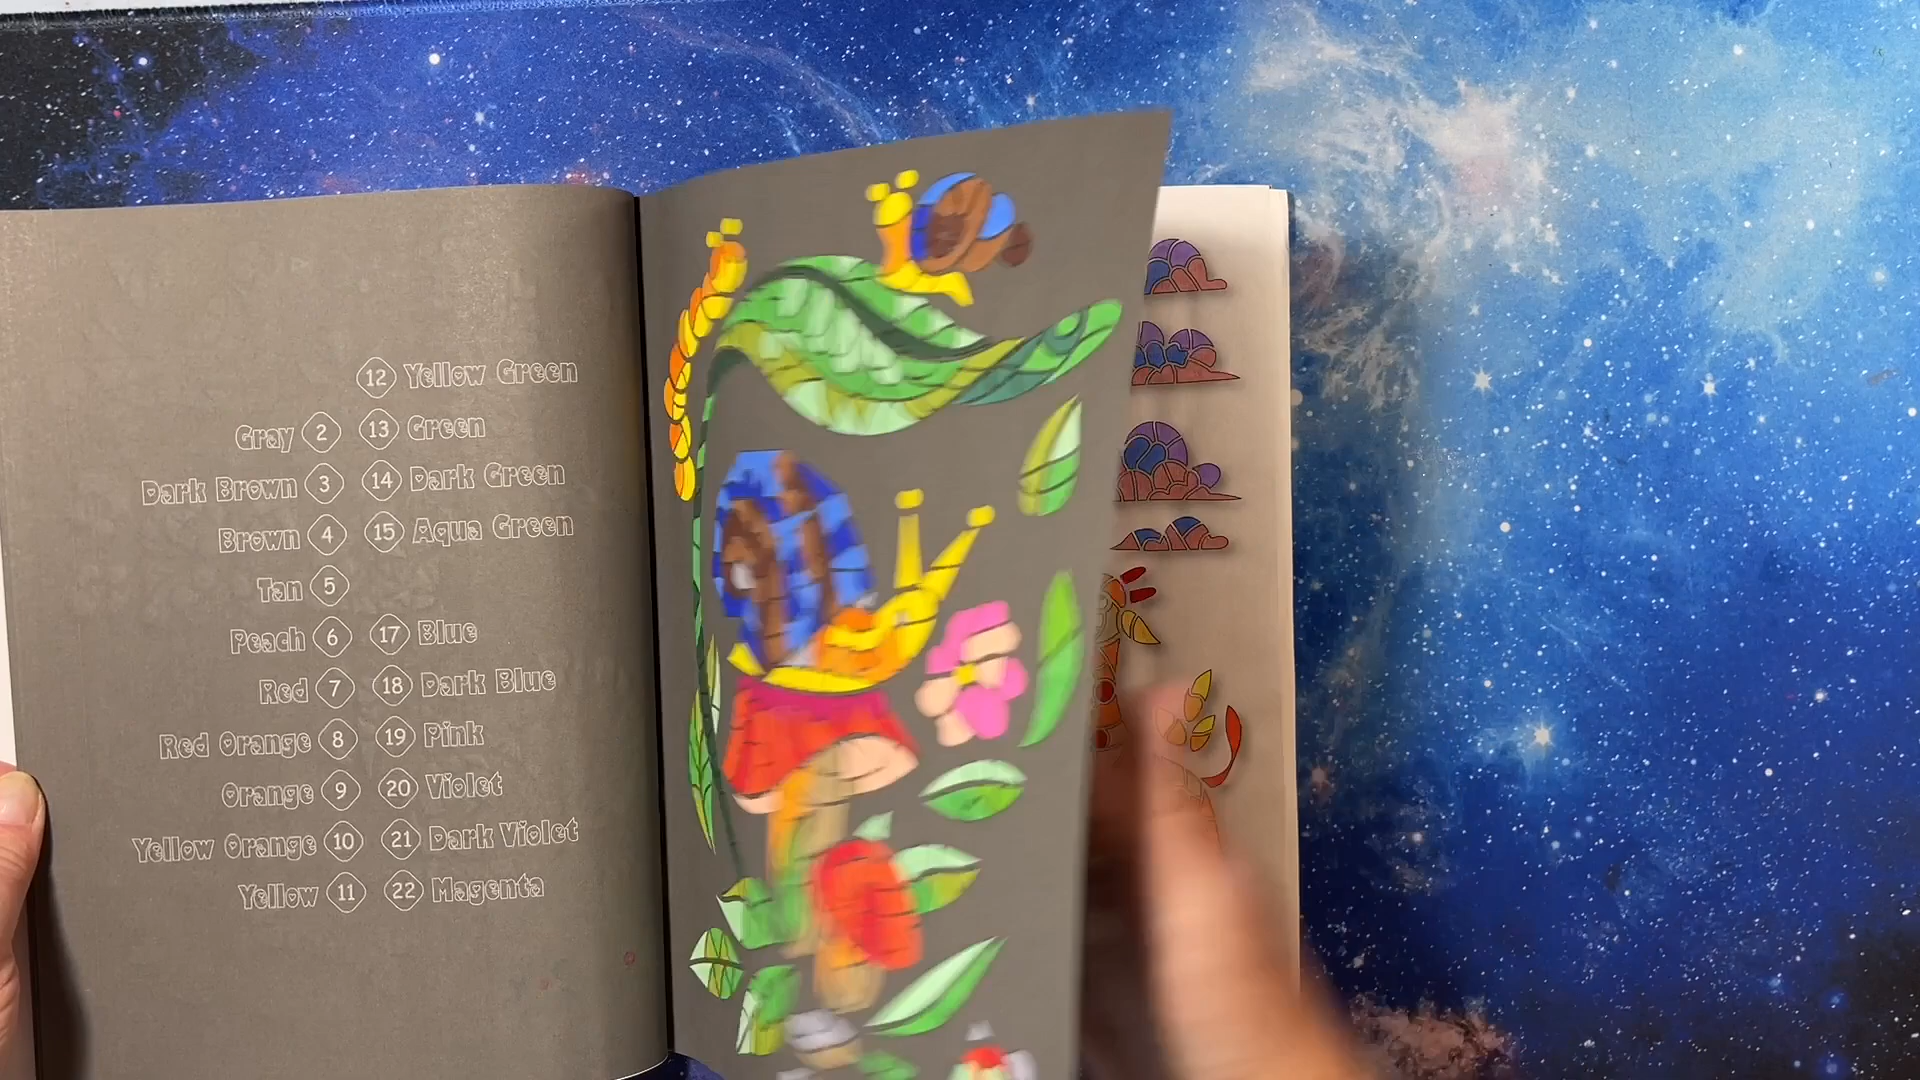 12 Yellow Green
Gray 2 13 Green
Dark Brown 3 14 Dark Green
Brown 4 15 Aqua Green
Tan 5
Peach 6 17 Blue
Red 7 18 Dark Blue
Red Orange 8 19 Pink
Orange 9 20 Violet
Yellow Orange 10 21 Dark Violet
Yellow 11 22 Magenta